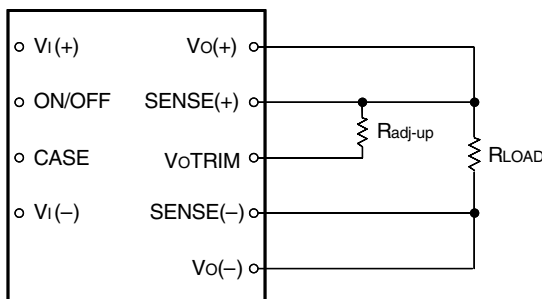 VI(+)
VO(+)
ON/OFF
SENSE(+)
Radj-up
CASE
VOTRIM
RLOAD
VI(–)
SENSE(–)
VO(–)